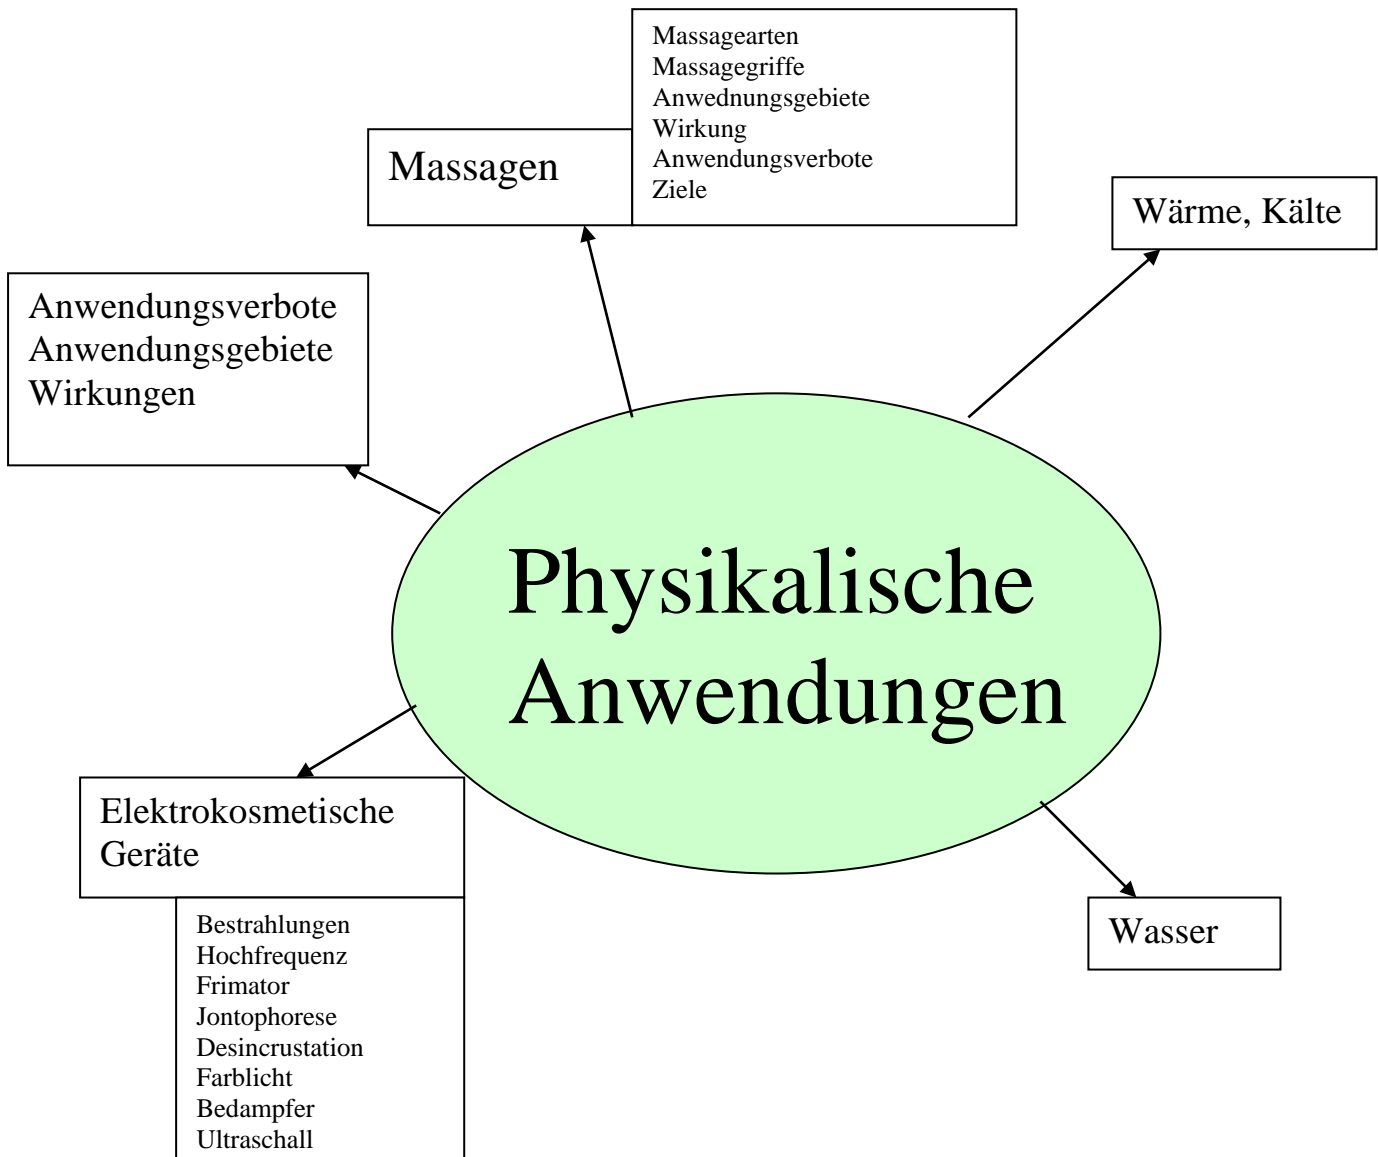 Massagearten
Massagegriffe
Anwednungsgebiete
Wirkung
Anwendungsverbote
Ziele
Massagen
Wärme, Kälte
Anwendungsverbote
Anwendungsgebiete
Wirkungen
Physikalische
Anwendungen
Elektrokosmetische
Geräte
Bestrahlungen
Hochfrequenz
Frimator
Jontophorese
Desincrustation
Farblicht
Bedampfer
Ultraschall
Wasser